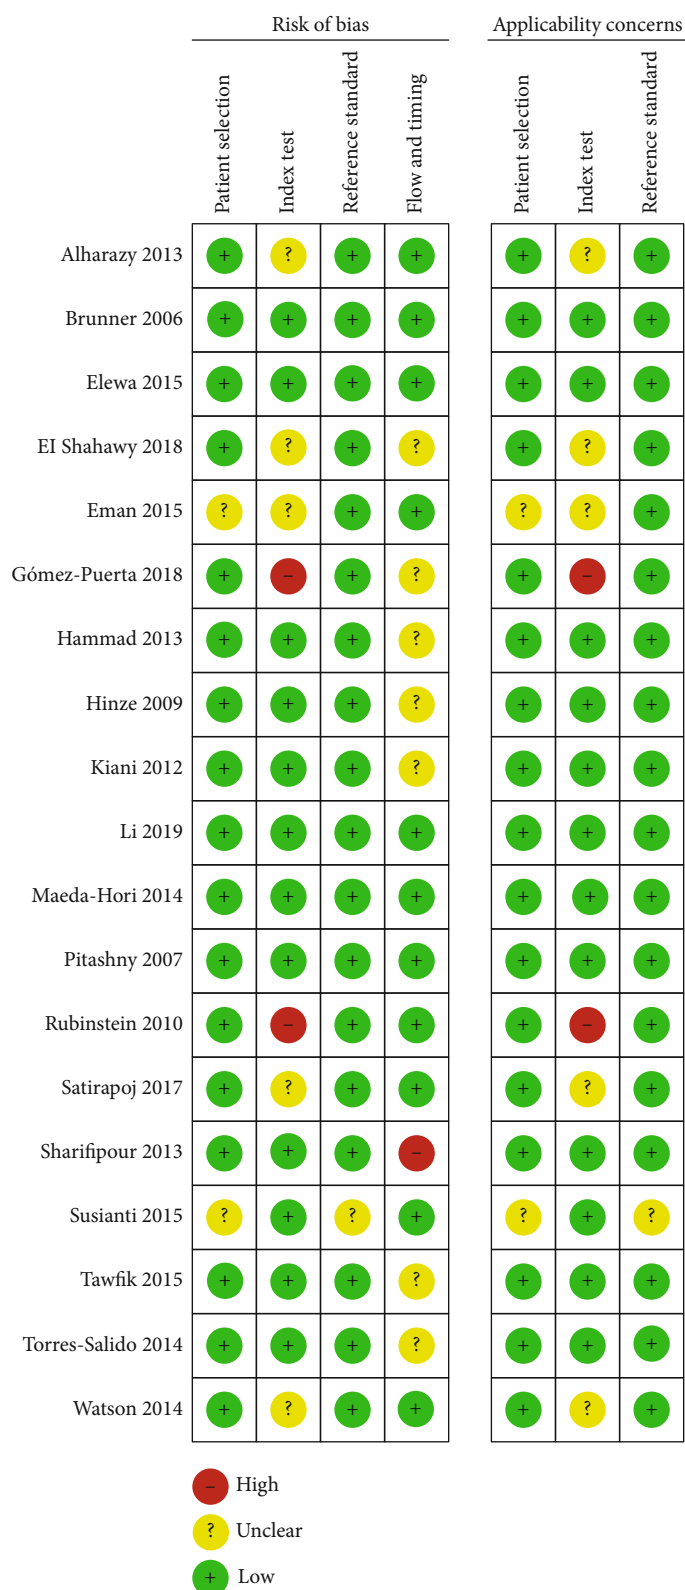 Risk of bias
Applicability concerns
Patient selection
Index test
Reference standard
Flow and timing
Patient selection
Index test
Reference standard
Alharazy 2013 + ? + + + ? +
Brunner 2006 + + + + + + +
Elewa 2015 + + + + + + +
EI Shahawy 2018 + ? + ? + ? +
Eman 2015 ? ? + + ? ? +
Gómez-Puerta 2018 + – + ? + – +
Hammad 2013 + + + ? + + +
Hinze 2009 + + + ? + + +
Kiani 2012 + + + ? + + +
Li 2019 + + + + + + +
Maeda-Hori 2014 + + + + + + +
Pitashny 2007 + + + + + + +
Rubinstein 2010 + – + + + – +
Satirapoj 2017 + ? + + + ? +
Sharifipour 2013 + + + – + + +
Susianti 2015 ? + ? + ? + ?
Tawfik 2015 + + + ? + + +
Torres-Salido 2014 + + + ? + + +
Watson 2014 + ? + + + ? +
– High
? Unclear
+ Low